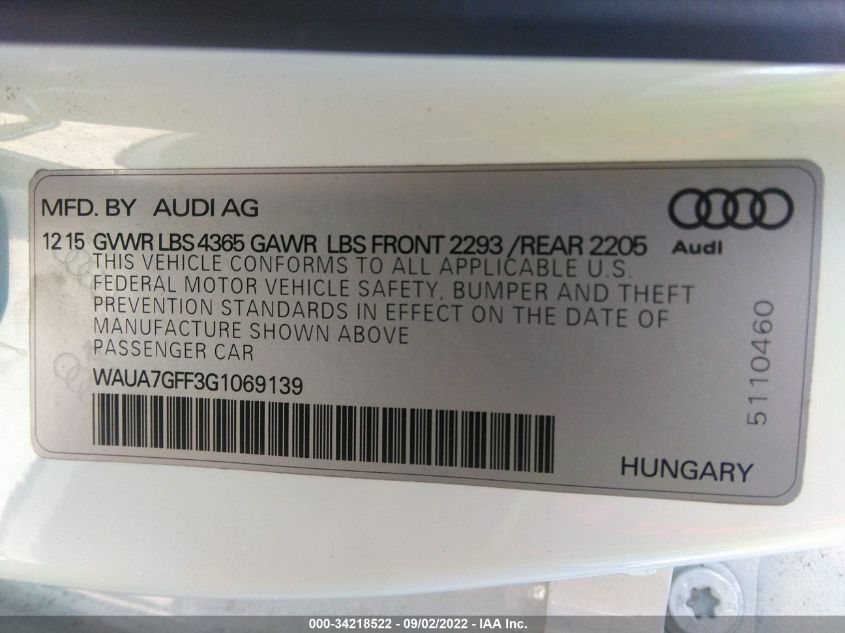 MFD. BY AUDI AG
12 15 GVWR LBS 4365 GAWR LBS FRONT 2293 /REAR 2205
Audi
THIS VEHICLE CONFORMS TO ALL APPLICABLE U.S.
FEDERAL MOTOR VEHICLE SAFETY, BUMPER AND THEFT
PREVENTION STANDARDS IN EFFECT ON THE DATE OF
MANUFACTURE SHOWN ABOVE
PASSENGER CAR
WAUA7GFF3G1069139
5110460
HUNGARY
000-34218522 - 09/02/2022 - IAA Inc.